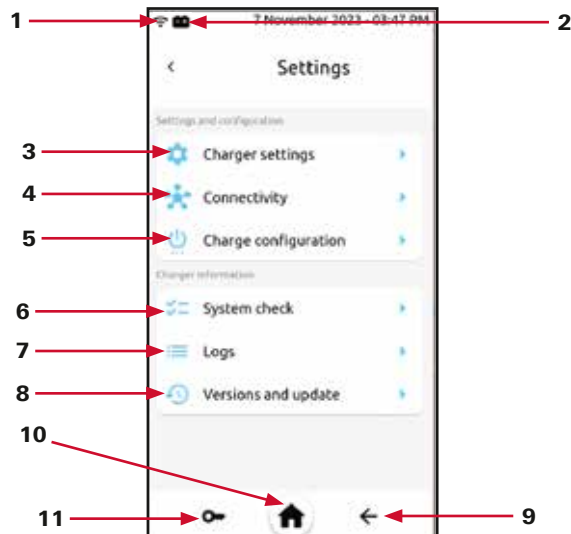 1
2
7 November 2023 - 03:47 PM
Settings
Settings and configuration
3
Charger settings
4
Connectivity
5
Charge configuration
Charger information
6
System check
7
Logs
8
Versions and update
10
11
9